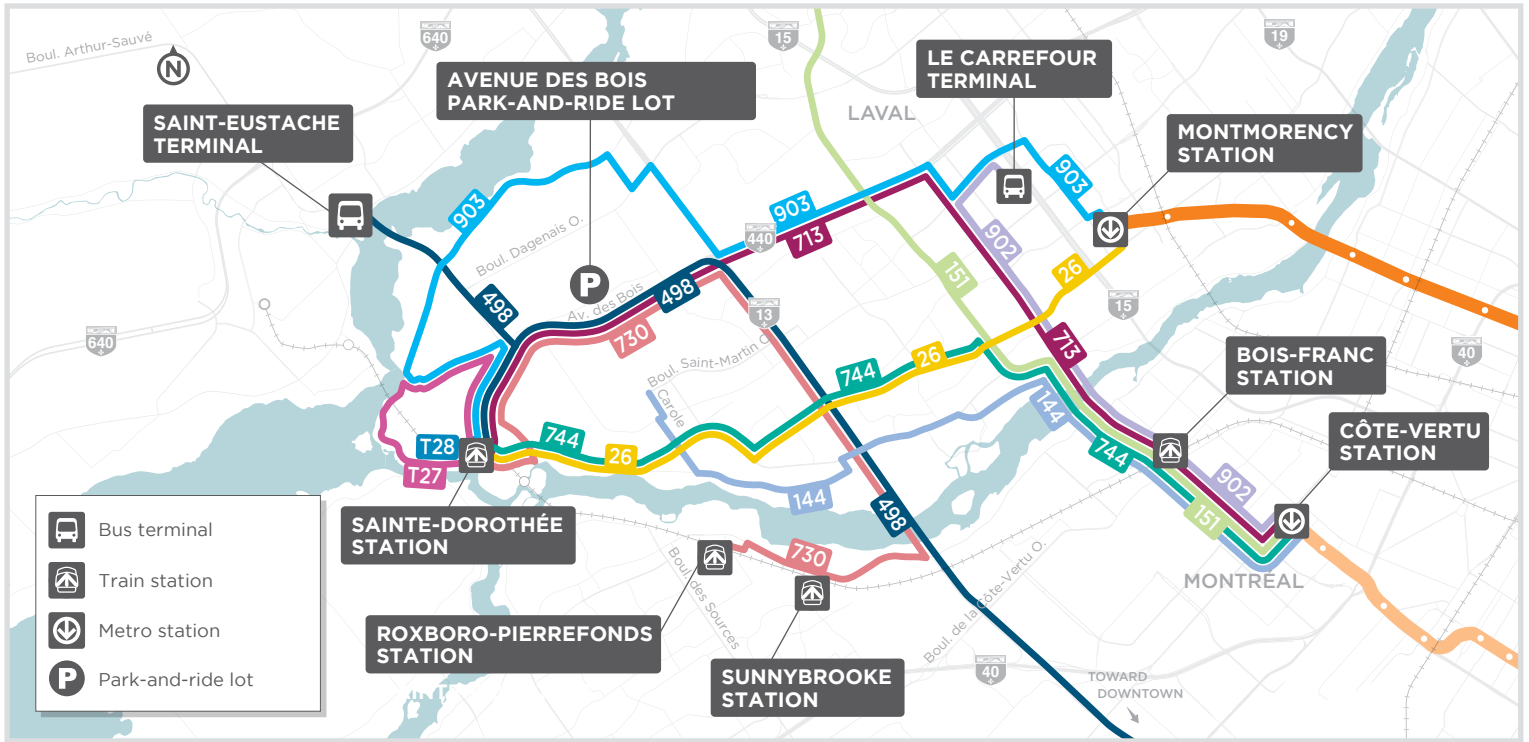 Boul. Arthur-Sauvé
N
640
15
19
AVENUE DES BOIS
PARK-AND-RIDE LOT
LE CARREFOUR
TERMINAL
LAVAL
SAINT-EUSTACHE
TERMINAL
MONTMORENCY
STATION
903
903
903
Boul. Dagenais O.
440
713
902
26
151
498
P
Av. des Bois
498
730
13
15
640
Boul. Saint-Martin O.
Carole
744
26
713
40
BOIS-FRANC
STATION
144
CÔTE-VERTU
STATION
T28
T27
744
26
744
144
902
498
151
SAINTE-DOROTHÉE
STATION
730
MONTRÉAL
Boul. des Sources
Boul. de la Côte-Vertu O.
ROXBORO-PIERREFONDS
STATION
SUNNYBROOKE
STATION
40
TOWARD
DOWNTOWN
Bus terminal
Train station
Metro station
P Park-and-ride lot